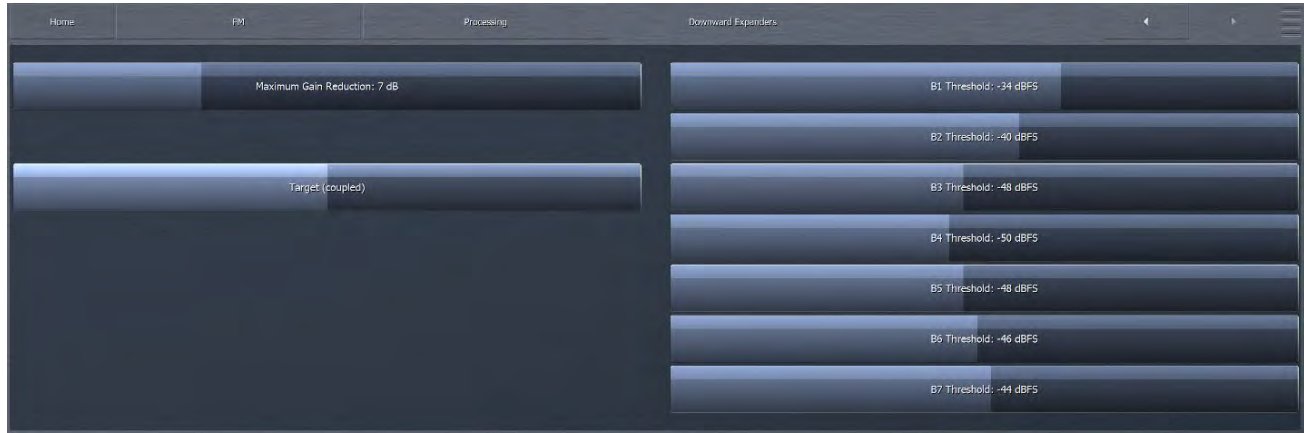 Home FM Processing Downward Expanders
Maximum Gain Reduction: 7 dB
Target (coupled)
B1 Threshold: -34 dBFS
B2 Threshold: -40 dBFS
B3 Threshold: -48 dBFS
B4 Threshold: -50 dBFS
B5 Threshold: -48 dBFS
B6 Threshold: -46 dBFS
B7 Threshold: -44 dBFS